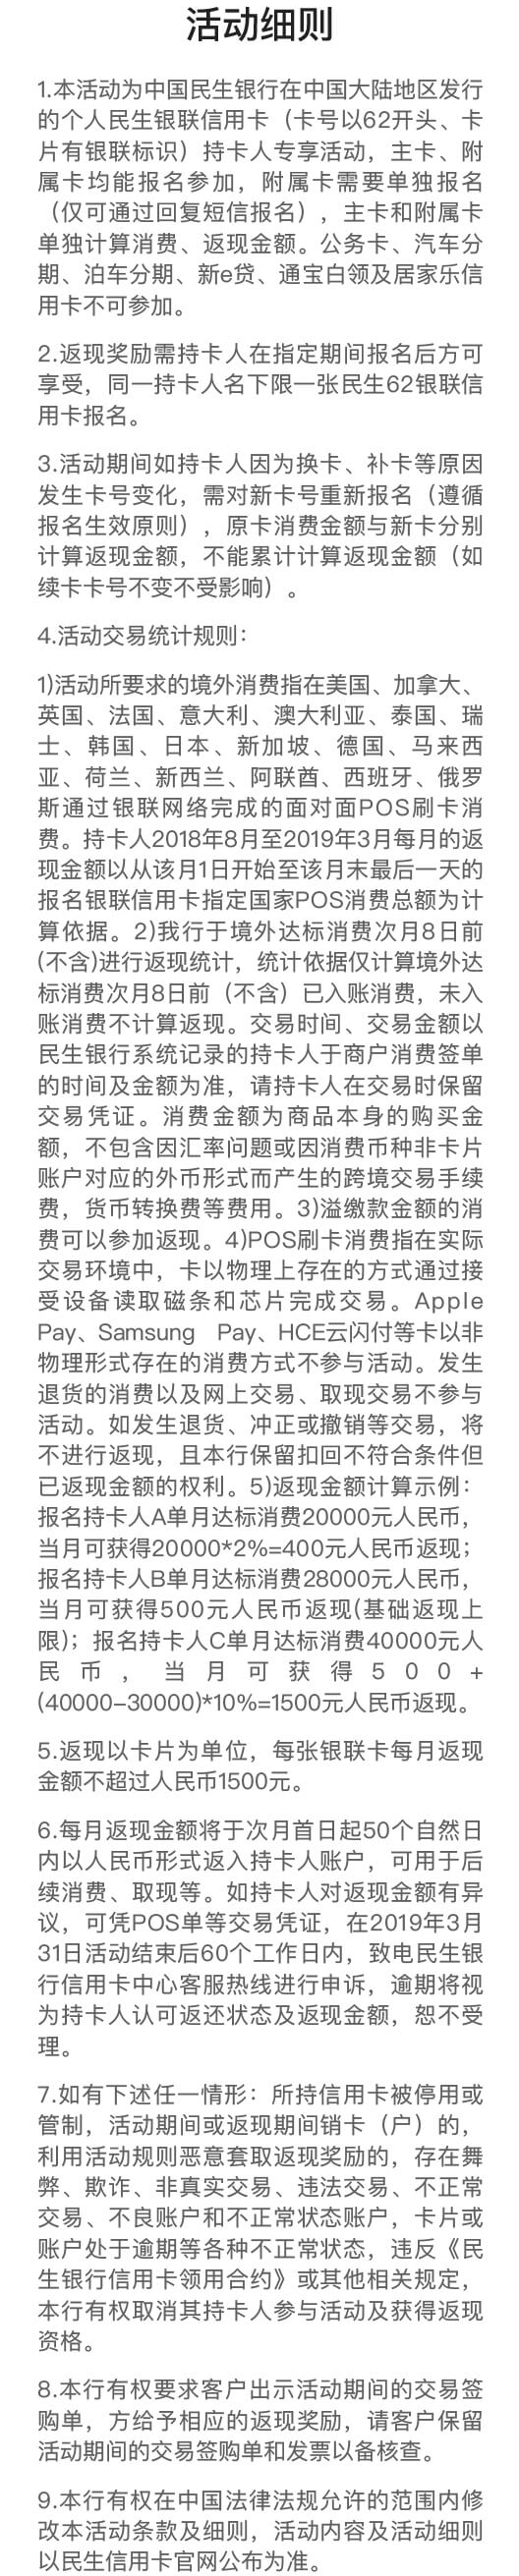 活动细则
1.本活动为中国民生银行在中国大陆地区发行
的个人民生银联信用卡（卡号以62开头、卡
片有银联标识）持卡人专享活动，主卡、附
属卡均能报名参加，附属卡需要单独报名
（仅可通过回复短信报名），主卡和附属卡
单独计算消费、返现金额。公务卡、汽车分
期、泊车分期、新e贷、通宝白领及居家乐信
用卡不可参加。
2.返现奖励需持卡人在指定期间报名后方可
享受，同一持卡人名下限一张民生62银联信
用卡报名。
3.活动期间如持卡人因为换卡、补卡等原因
发生卡号变化，需对新卡号重新报名（遵循
报名生效原则），原卡消费金额与新卡分别
计算返现金额，不能累计计算返现金额（如
续卡卡号不变不受影响）。
4.活动交易统计规则：
1)活动所要求的境外消费指在美国、加拿大、
英国、法国、意大利、澳大利亚、泰国、瑞
士、韩国、日本、新加坡、德国、马来西
亚、荷兰、新西兰、阿联酋、西班牙、俄罗
斯通过银联网络完成的面对面POS刷卡消
费。持卡人2018年8月至2019年3月每月的返
现金额以从该月1日开始至该月末最后一天的
报名银联信用卡指定国家POS消费总额为计
算依据。2)我行于境外达标消费次月8日前
(不含)进行返现统计，统计依据仅计算境外达
标消费次月8日前（不含）已入账消费，未入
账消费不计算返现。交易时间、交易金额以
民生银行系统记录的持卡人于商户消费签单
的时间及金额为准，请持卡人在交易时保留
交易凭证。消费金额为商品本身的购买金
额，不包含因汇率问题或因消费币种非卡片
账户对应的外币形式而产生的跨境交易手续
费，货币转换费等费用。3)溢缴款金额的消
费可以参加返现。4)POS刷卡消费指在实际
交易环境中，卡以物理上存在的方式通过接
受设备读取磁条和芯片完成交易。Apple
Pay、Samsung Pay、HCE云闪付等卡以非
物理形式存在的消费方式不参与活动。发生
退货的消费以及网上交易、取现交易不参与
活动。如发生退货、冲正或撤销等交易，将
不进行返现，且本行保留扣回不符合条件但
已返现金额的权利。5)返现金额计算示例：
报名持卡人A单月达标消费20000元人民币，
当月可获得20000*2%=400元人民币返现；
报名持卡人B单月达标消费28000元人民币，
当月可获得500元人民币返现(基础返现上
限)；报名持卡人C单月达标消费40000元人
民币，当月可获得500+
(40000-30000)*10%=1500元人民币返现。
5.返现以卡片为单位，每张银联卡每月返现
金额不超过人民币1500元。
6.每月返现金额将于次月首日起50个自然日
内以人民币形式返入持卡人账户，可用于后
续消费、取现等。如持卡人对返现金额有异
议，可凭POS单等交易凭证，在2019年3月
31日活动结束后60个工作日内，致电民生银
行信用卡中心客服热线进行申诉，逾期将视
为持卡人认可返还状态及返现金额，恕不受
理。
7.如有下述任一情形：所持信用卡被停用或
管制，活动期间或返现期间销卡（户）的，
利用活动规则恶意套取返现奖励的，存在舞
弊、欺诈、非真实交易、违法交易、不正常
交易、不良账户和不正常状态账户，卡片或
账户处于逾期等各种不正常状态，违反《民
生银行信用卡领用合约》或其他相关规定，
本行有权取消其持卡人参与活动及获得返现
资格。
8.本行有权要求客户出示活动期间的交易签
购单，方给予相应的返现奖励，请客户保留
活动期间的交易签购单和发票以备核查。
9.本行有权在中国法律法规允许的范围内修
改本活动条款及细则，活动内容及活动细则
以民生信用卡官网公布为准。